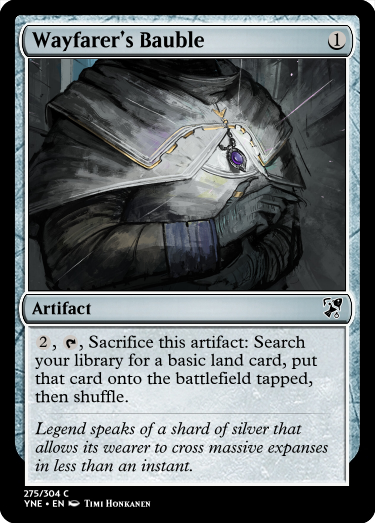 Wayfarer's Bauble 1
Artifact
2, , Sacrifice this artifact: Search
your library for a basic land card, put
that card onto the battlefield tapped,
then shuffle.
Legend speaks of a shard of silver that
allows its wearer to cross massive expanses
in less than an instant.
275/304 C
YNE • EN Timi Honkanen